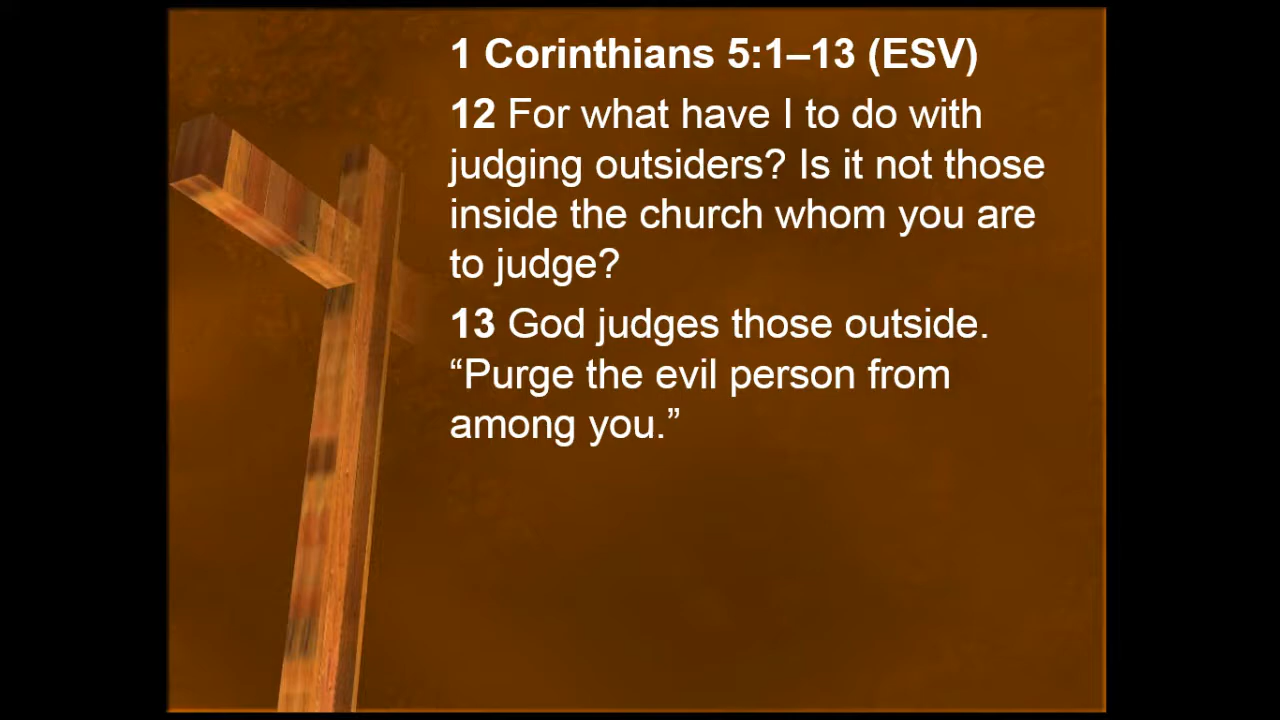 1 Corinthians 5:1–13 (ESV)
12 For what have I to do with
judging outsiders? Is it not those
inside the church whom you are
to judge?
13 God judges those outside.
“Purge the evil person from
among you.”